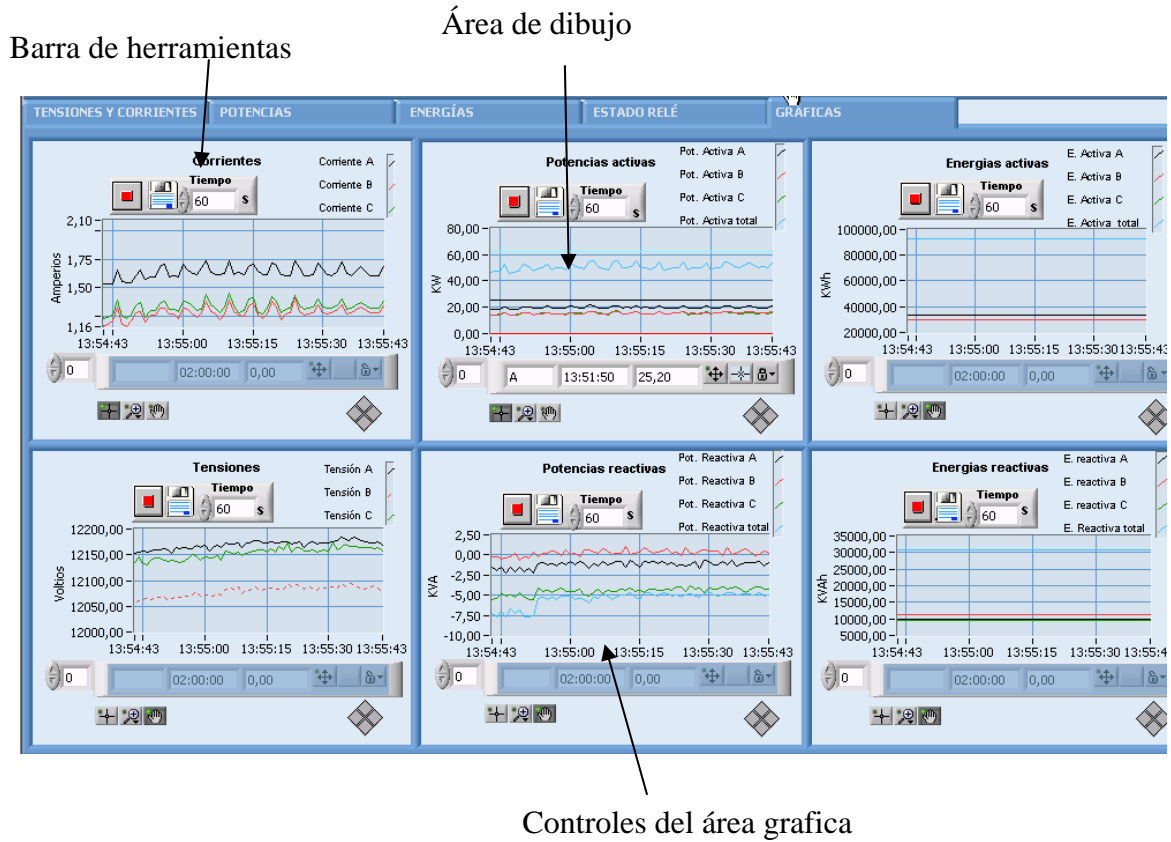 Área de dibujo
Barra de herramientas
TENSIONES Y CORRIENTES POTENCIAS ENERGÍAS ESTADO RELÉ GRÁFICAS
Corrientes
Corriente A
Corriente B
Corriente C
Tiempo
60 s
2,10
1,75
1,50
1,16
Amperios
13:54:43 13:55:00 13:55:15 13:55:30 13:55:43
0 02:00:00 0,00
Potencias activas
Pot. Activa A
Pot. Activa B
Pot. Activa C
Pot. Activa total
Tiempo
60 s
80,00
60,00
40,00
20,00
0,00
KW
13:54:43 13:55:00 13:55:15 13:55:30 13:55:43
0 A 13:51:50 25,20
Energias activas
E. Activa A
E. Activa B
E. Activa C
E. Activa total
Tiempo
60 s
100000,00
80000,00
60000,00
40000,00
20000,00
KWh
13:54:43 13:55:00 13:55:15 13:55:30 13:55:43
0 02:00:00 0,00
Tensiones
Tensión A
Tensión B
Tensión C
Tiempo
60 s
12200,00
12150,00
12100,00
12050,00
12000,00
Voltios
13:54:43 13:55:00 13:55:15 13:55:30 13:55:43
0 02:00:00 0,00
Potencias reactivas
Pot. Reactiva A
Pot. Reactiva B
Pot. Reactiva C
Pot. Reactiva total
Tiempo
60 s
2,50
0,00
-2,50
-5,00
-7,50
-10,00
KVA
13:54:43 13:55:00 13:55:15 13:55:30 13:55:43
0 02:00:00 0,00
Energias reactivas
E. reactiva A
E. reactiva B
E. reactiva C
E. Reactiva total
Tiempo
60 s
35000,00
30000,00
25000,00
20000,00
15000,00
10000,00
5000,00
KVAh
13:54:43 13:55:00 13:55:15 13:55:30 13:55:4
0 02:00:00 0,00
Controles del área grafica